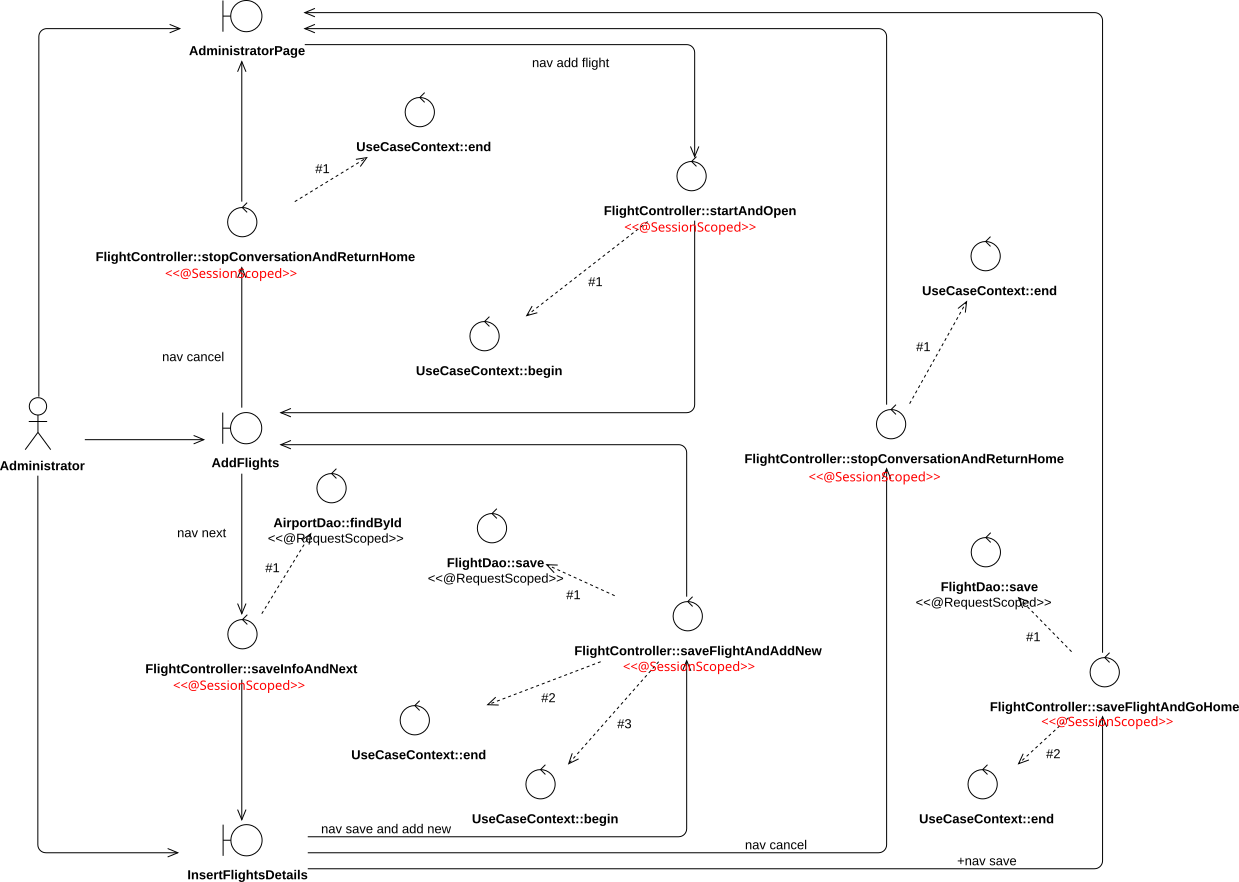 AdministratorPage
nav add flight
UseCaseContext::end
#1
FlightController::startAndOpen
<<@SessionScoped>>
FlightController::stopConversationAndReturnHome
<<@SessionScoped>>
#1
UseCaseContext::end
#1
nav cancel
UseCaseContext::begin
Administrator
AddFlights
FlightController::stopConversationAndReturnHome
<<@SessionScoped>>
nav next
AirportDao::findById
<<@RequestScoped>>
#1
FlightDao::save
<<@RequestScoped>>
#1
FlightDao::save
<<@RequestScoped>>
#1
FlightController::saveInfoAndNext
<<@SessionScoped>>
FlightController::saveFlightAndAddNew
<<@SessionScoped>>
#2
#3
FlightController::saveFlightAndGoHome
<<@SessionScoped>>
#2
UseCaseContext::end
UseCaseContext::begin
UseCaseContext::end
nav save and add new
nav cancel
+nav save
InsertFlightsDetails